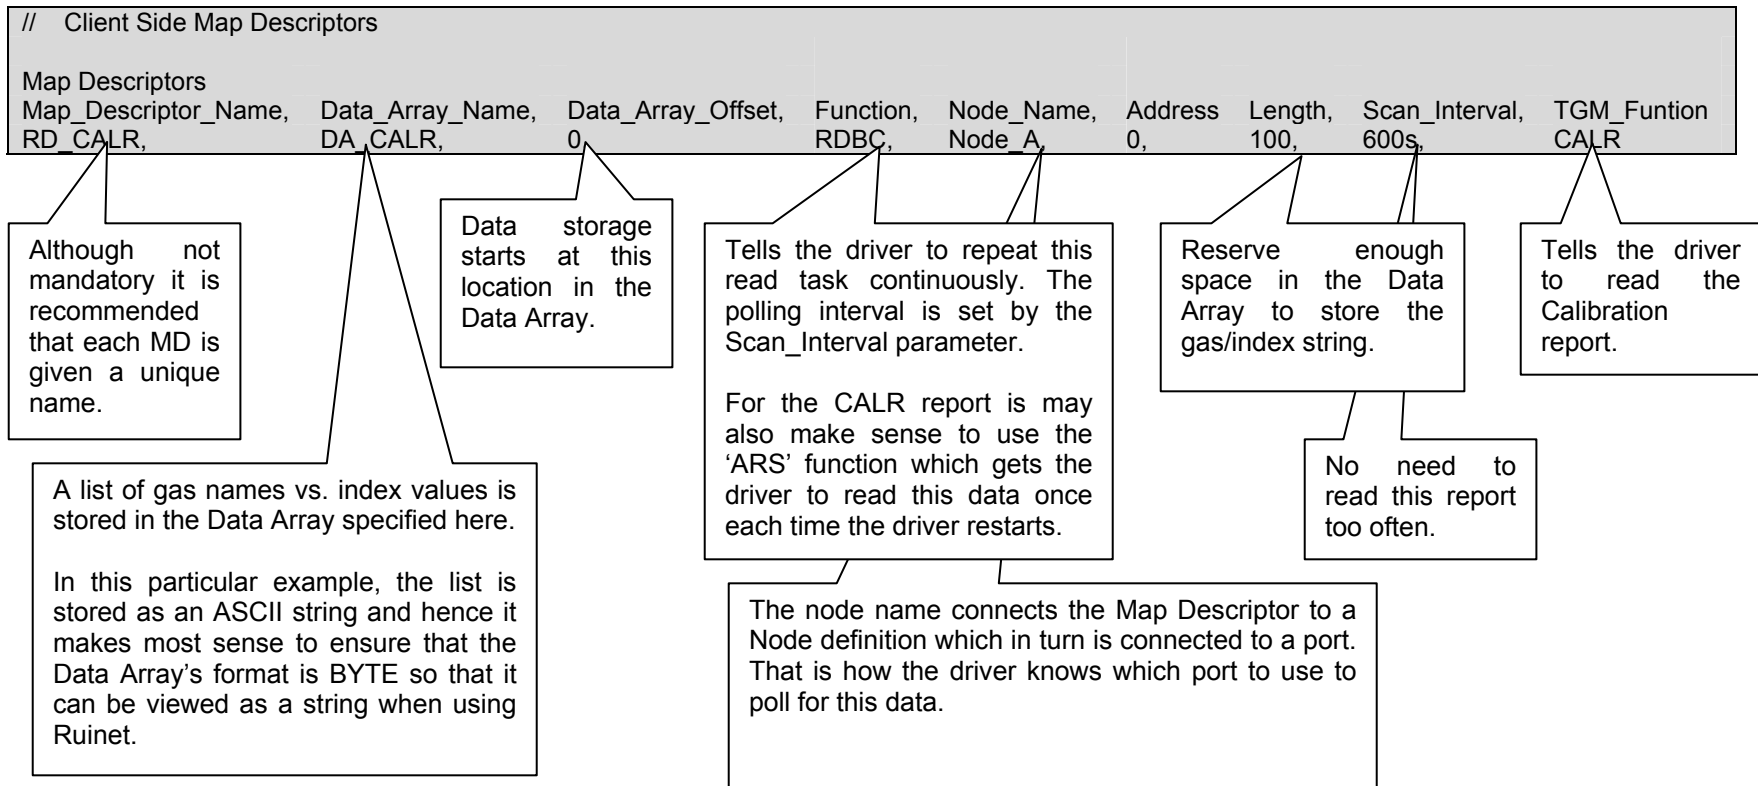 //    Client Side Map Descriptors
Map Descriptors
Map_Descriptor_Name, Data_Array_Name, Data_Array_Offset, Function, Node_Name, Address Length, Scan_Interval, TGM_Funtion
RD_CALR, DA_CALR, 0, RDBC, Node_A, 0, 100, 600s, CALR
Although not
mandatory it is
recommended
that each MD is
given a unique
name.
A list of gas names vs. index values is
stored in the Data Array specified here.
In this particular example, the list is
stored as an ASCII string and hence it
makes most sense to ensure that the
Data Array’s format is BYTE so that it
can be viewed as a string when using
Ruinet.
Data storage
starts at this
location in the
Data Array.
Tells the driver to repeat this
read task continuously. The
polling interval is set by the
Scan_Interval parameter.
For the CALR report is may
also make sense to use the
‘ARS’ function which gets the
driver to read this data once
each time the driver restarts.
The node name connects the Map Descriptor to a
Node definition which in turn is connected to a port.
That is how the driver knows which port to use to
poll for this data.
Reserve enough
space in the Data
Array to store the
gas/index string.
No need to
read this report
too often.
Tells the driver
to read the
Calibration
report.